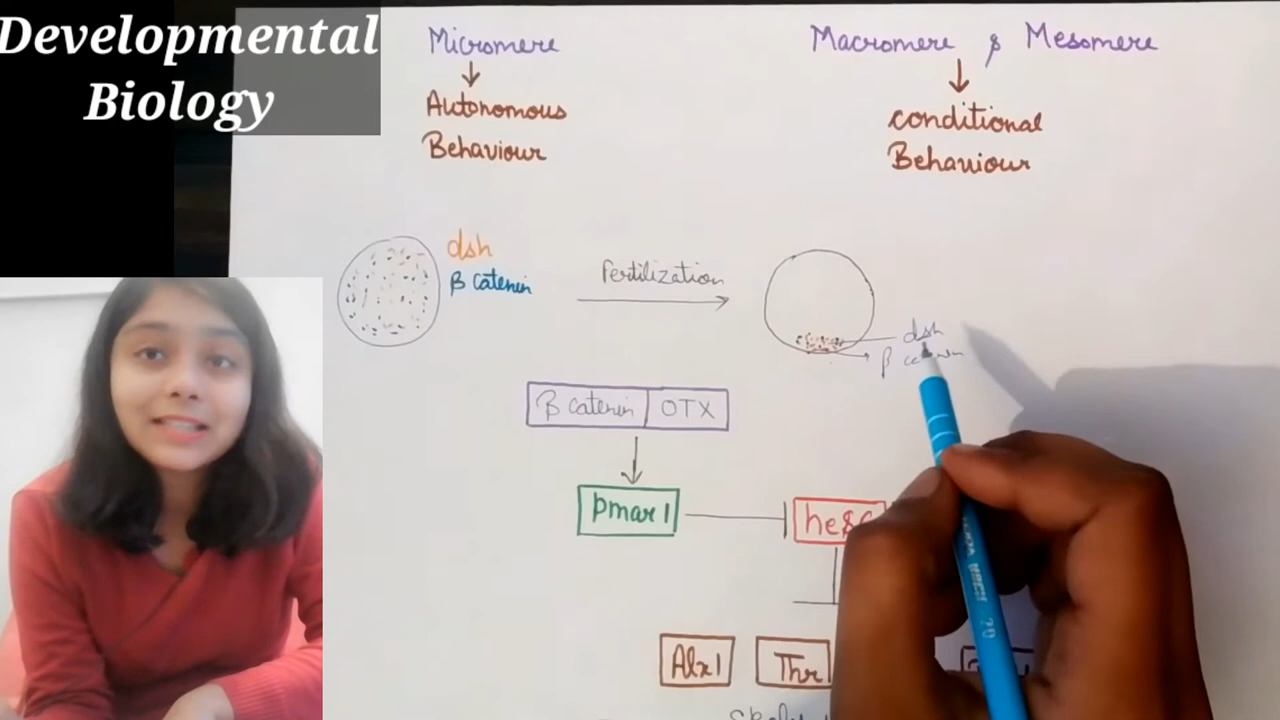 Developmental
Biology
Micromere
Autonomous
Behaviour
Macromere & Mesomere
conditional
Behaviour
dsh
β catenin
Fertilization
dsh
β
β catenin OTX
Pmar1
Alx1